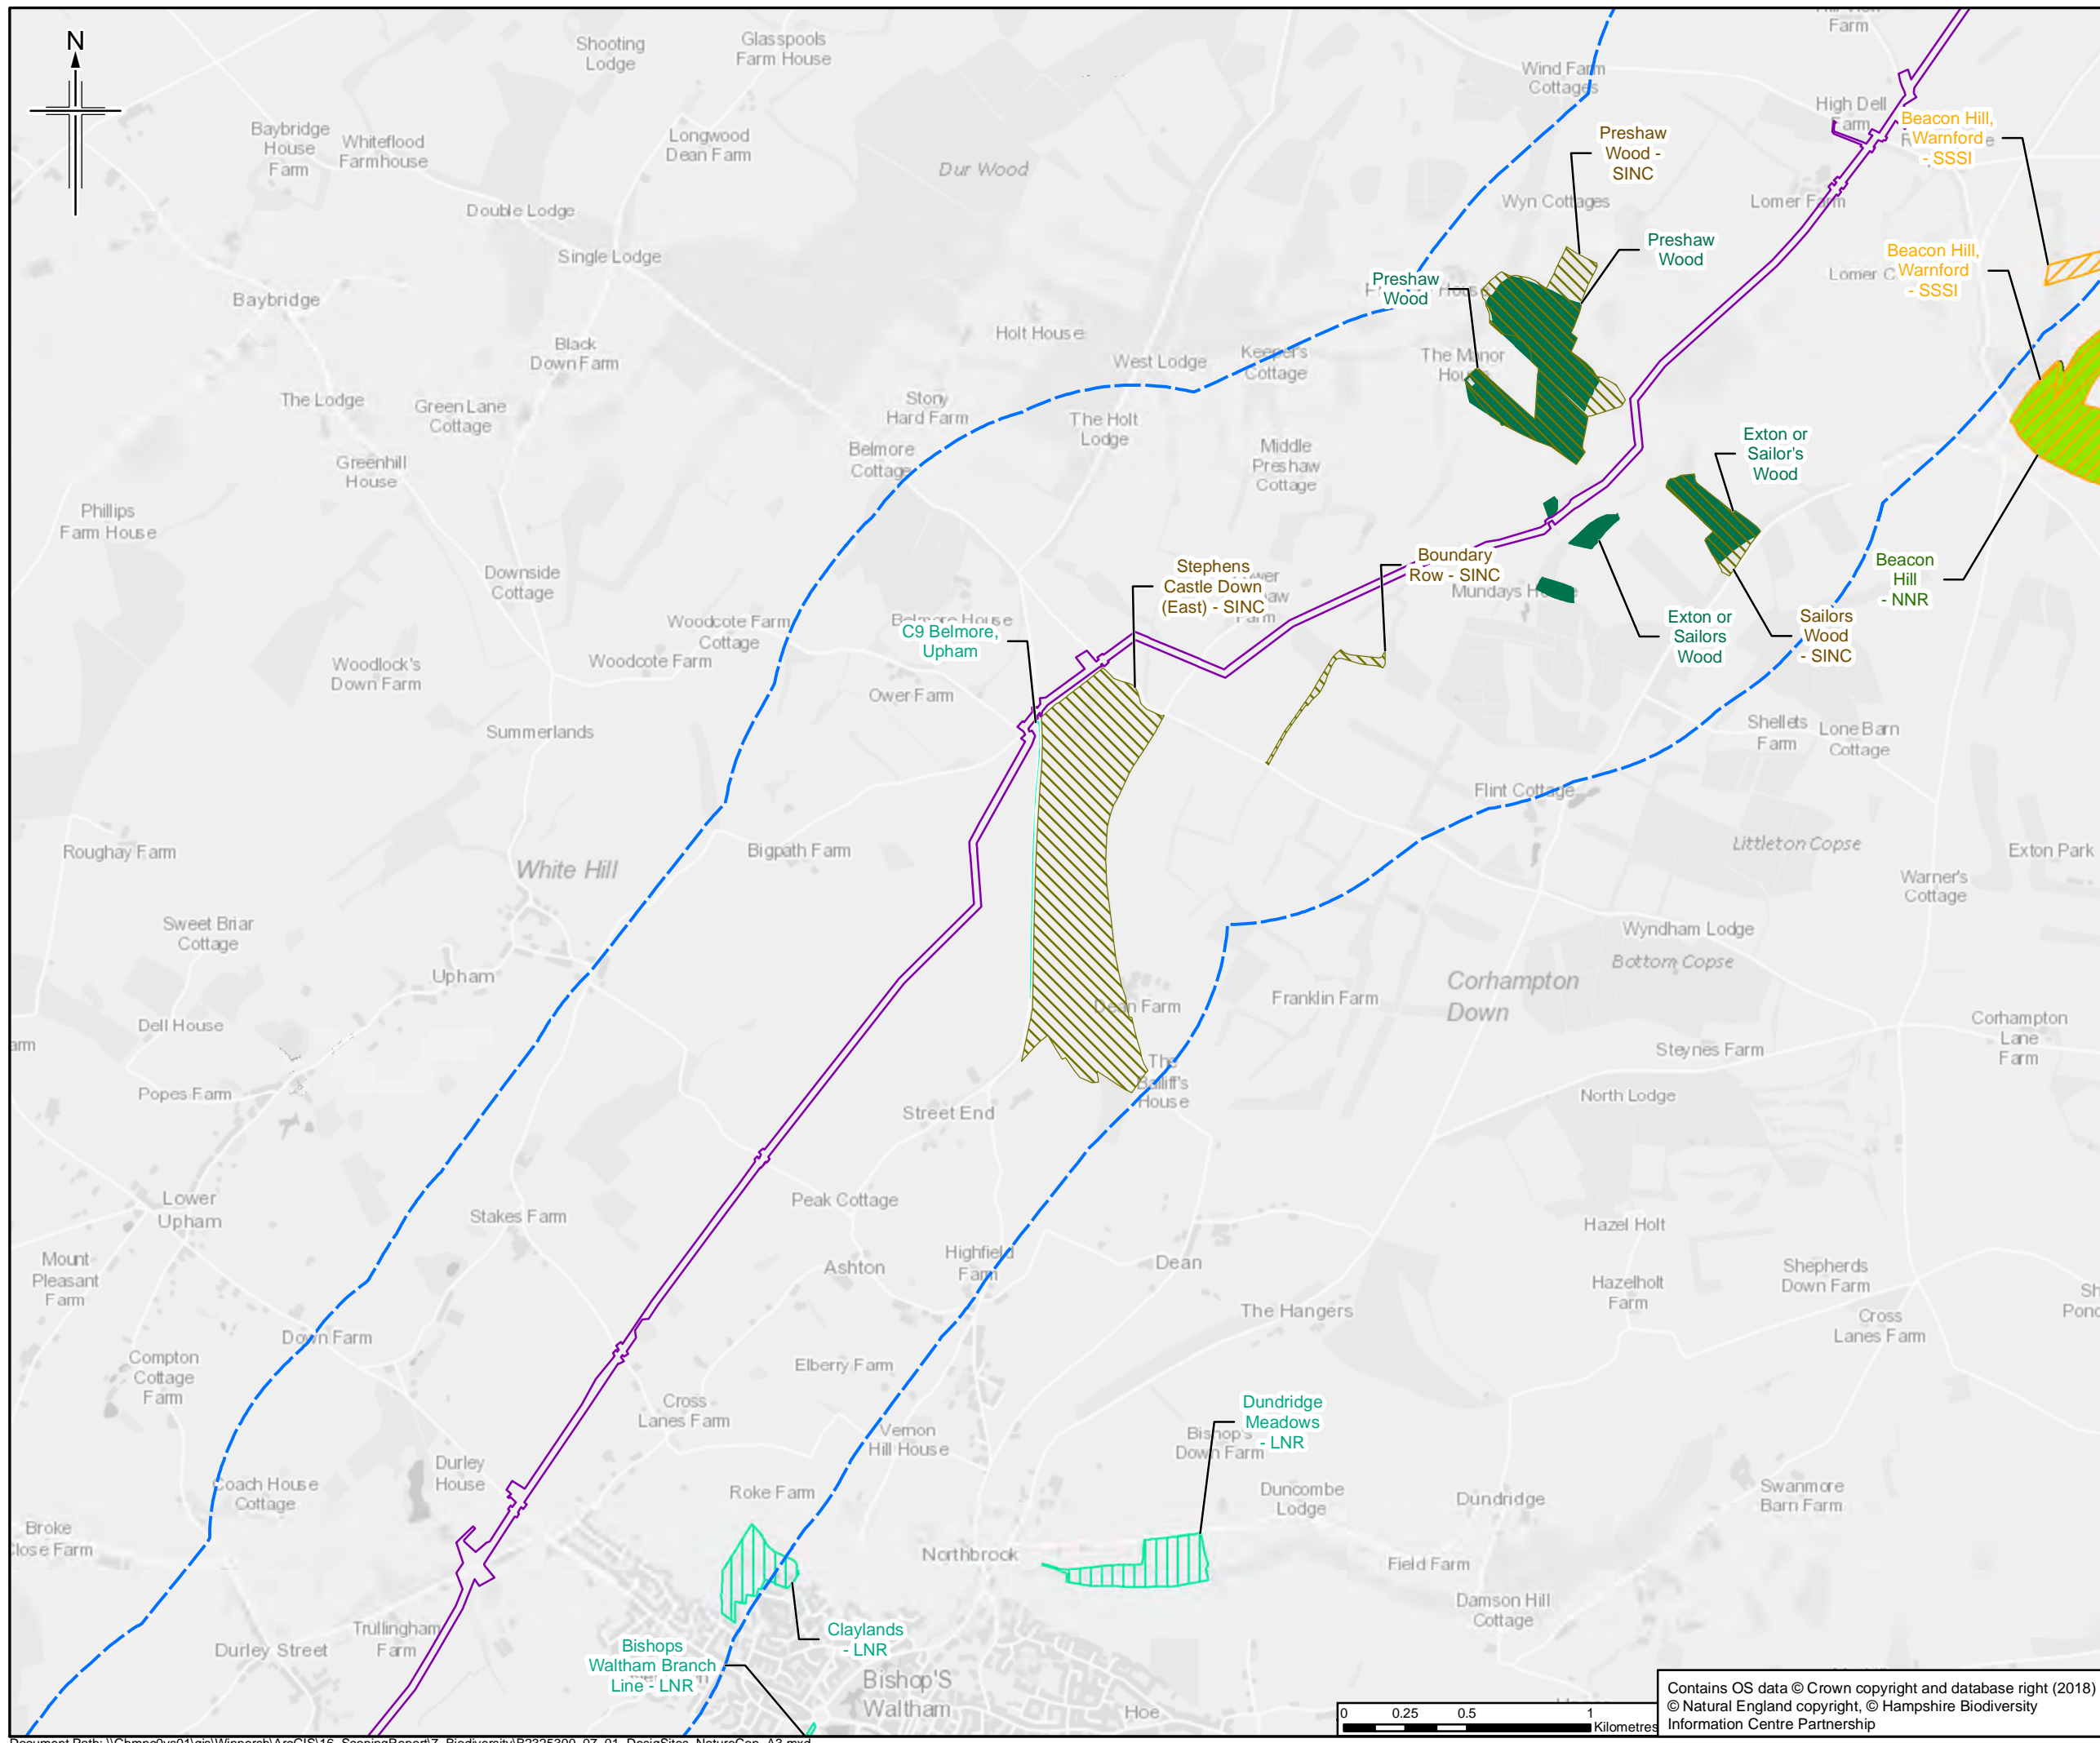 N
Shooting
Lodge
Glasspools
Farm House
Farm
Wind Farm
Cottages
High Dell
Farm
Beacon Hill,
Warnford
- SSSI
Baybridge
House
Farm
Whiteflood
Farmhouse
Longwood
Dean Farm
Dur Wood
Preshaw
Wood -
SINC
Double Lodge
Wyn Cottages
Lomer Farm
Single Lodge
Preshaw
Wood
Preshaw
Wood
Beacon Hill,
Warnford
- SSSI
Baybridge
Holt House
Black
Down Farm
West Lodge
Keeper's
Cottage
The Manor
House
The Lodge
Green Lane
Cottage
Stony
Hard Farm
The Holt
Lodge
Belmore
Cottage
Middle
Preshaw
Cottage
Exton or
Sailor's
Wood
Greenhill
House
Phillips
Farm House
Downside
Cottage
Stephens
Castle Down
(East) - SINC
Boundary
Row - SINC
Mundays
Beacon
Hill
- NNR
Farm
Belmore House
C9 Belmore,
Upham
Woodcote Farm
Cottage
Woodcote Farm
Exton or
Sailors
Wood
Sailors
Wood
- SINC
Woodlock's
Down Farm
Ower Farm
Summerlands
Shellets
Farm
Lone Barn
Cottage
Flint Cottage
Roughay Farm
White Hill
Bigpath Farm
Littleton Copse
Exton Park
Warner's
Cottage
Sweet Briar
Cottage
Wyndham Lodge
Bottom Copse
Upham
Corhampton
Down
Franklin Farm
Dean Farm
Dell House
arm
Corhampton
Lane
Farm
Steynes Farm
The
Bailiff's
House
Popes Farm
Street End
North Lodge
Lower
Upham
Stakes Farm
Peak Cottage
Hazel Holt
Mount
Pleasant
Farm
Ashton
Highfield
Farm
Dean
Shepherds
Down Farm
Hazelholt
Farm
Sh
Pond
The Hangers
Cross
Lanes Farm
Down Farm
Compton
Cottage
Farm
Elberry Farm
Cross
Lanes Farm
Dundridge
Meadows
- LNR
Vernon
Hill House
Bishop's
Down Farm
Durley
House
Coach House
Cottage
Roke Farm
Duncombe
Lodge
Dundridge
Swanmore
Barn Farm
Broke
Close Farm
Northbrook
Field Farm
Damson Hill
Cottage
Trullingham
Farm
Durley Street
Claylands
- LNR
Bishops
Waltham Branch
Line - LNR
Bishop'S
Waltham
Hoe
0 0.25 0.5 1
Kilometres
Contains OS data © Crown copyright and database right (2018)
© Natural England copyright, © Hampshire Biodiversity
Information Centre Partnership